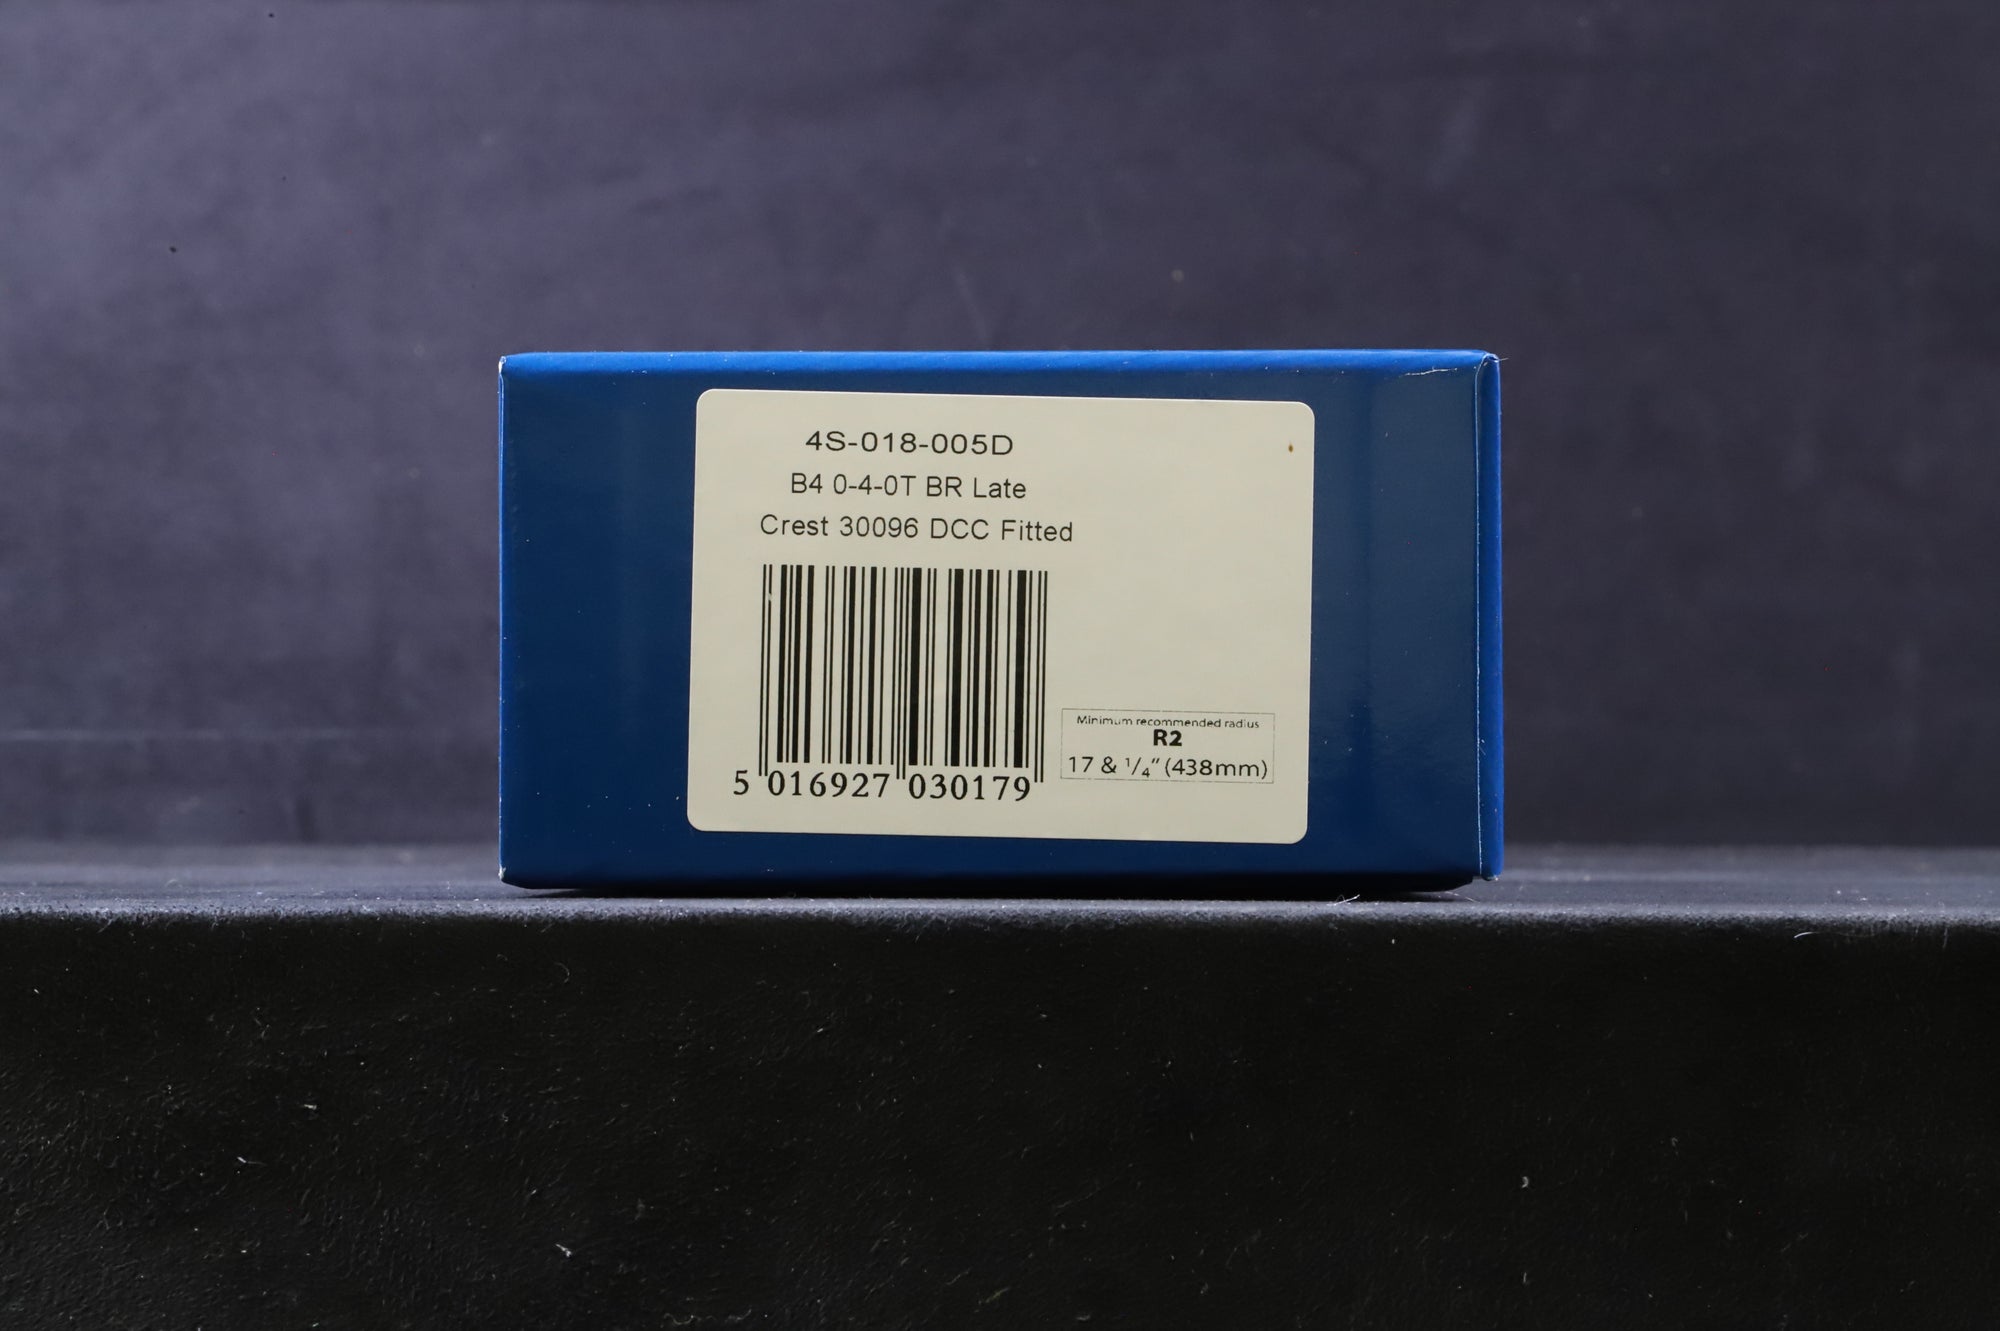 4S-018-005D
B4 0-4-0T BR Late
Crest 30096 DCC Fitted
5 016927 030179
Minimum recommended radius
R2
17 & 1/4" (438mm)